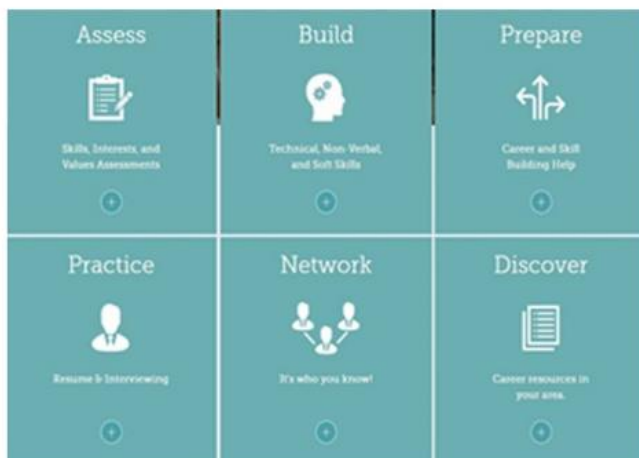 Assess
Skills, Interests, and
Values Assessments
Build
Technical, Non-Verbal,
and Soft Skills
Prepare
Career and Skill
Building Help
Practice
Resume & Interviewing
Network
It's who you know!
Discover
Career resources in
your area.